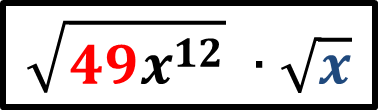 √49x¹² · √x